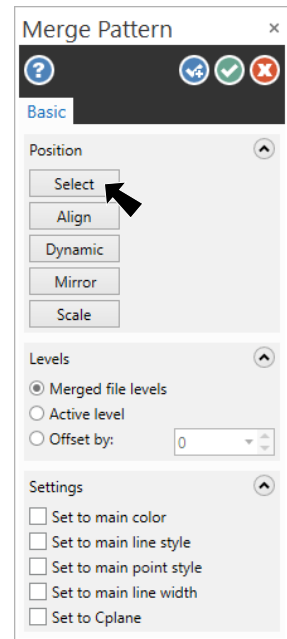 Merge Pattern
Basic
Position
Select
Align
Dynamic
Mirror
Scale
Levels
Merged file levels
Active level
Offset by: 0
Settings
Set to main color
Set to main line style
Set to main point style
Set to main line width
Set to Cplane